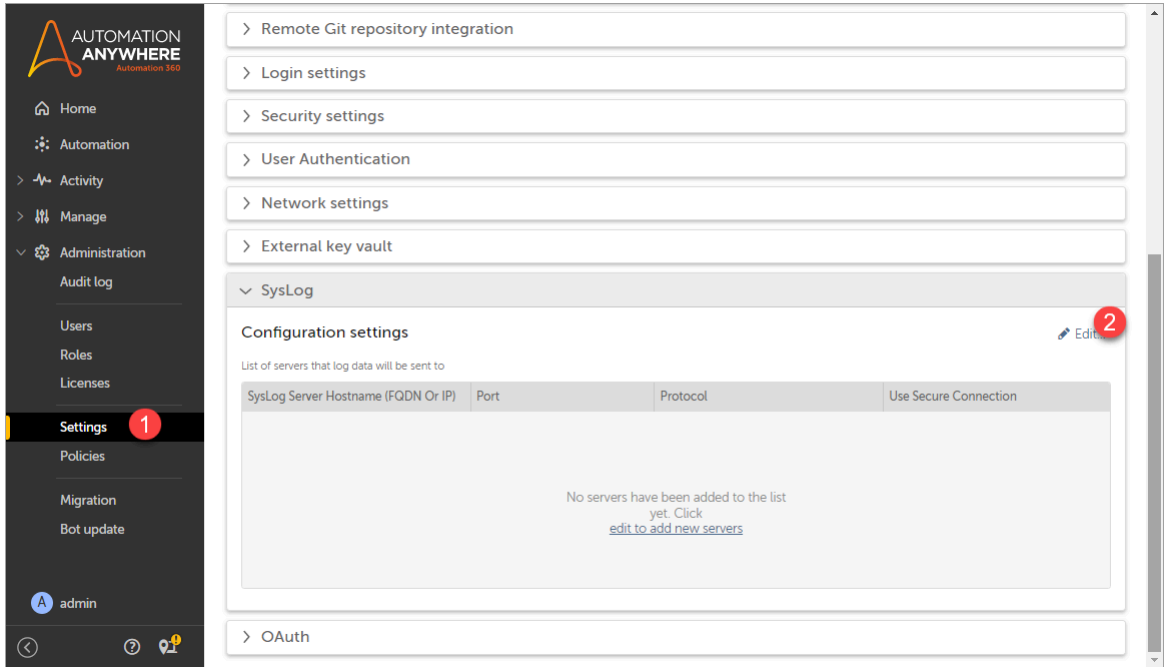 AUTOMATION
ANYWHERE
Automation 360
Home
Automation
Activity
Manage
Administration
Audit log
Users
Roles
Licenses
Settings
1
Policies
Migration
Bot update
A admin
?
!
Remote Git repository integration
Login settings
Security settings
User Authentication
Network settings
External key vault
SysLog
Configuration settings
Edit...
2
List of servers that log data will be sent to
SysLog Server Hostname (FQDN Or IP) Port Protocol Use Secure Connection
No servers have been added to the list
yet. Click
edit to add new servers
OAuth